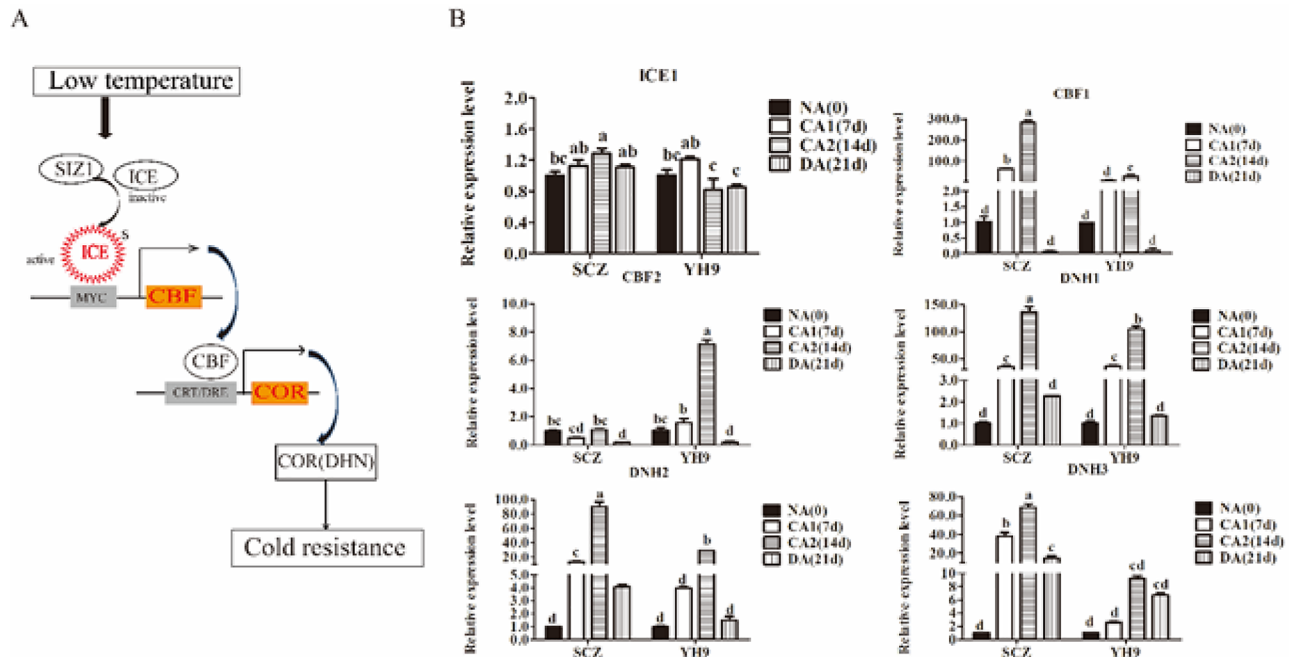 A
Low temperature
SIZ1
ICE
inactive
S
active
ICE
MYC
CBF
CBF
CRT/DRE
COR
COR(DHN)
Cold resistance
B
ICE1
Relative expression level
2.0
1.6
1.2
0.8
0.4
0.0
bc ab a ab bc ab c c
SCZ YH9
NA(0)
CA1(7d)
CA2(14d)
DA(21d)
CBF1
Relative expression level
300.0
100.0
2.0
1.5
1.0
0.5
0.0
d b a d d d c d
SCZ YH9
NA(0)
CA1(7d)
CA2(14d)
DA(21d)
CBF2
Relative expression level
10.0
8.0
6.0
4.0
2.0
0.0
bc cd bc d bc b a d
SCZ YH9
NA(0)
CA1(7d)
CA2(14d)
DA(21d)
DNH1
Relative expression level
150.0
100.0
50.0
3.0
2.0
1.0
0.0
d c a d d c b d
SCZ YH9
NA(0)
CA1(7d)
CA2(14d)
DA(21d)
DNH2
Relative expression level
100.0
80.0
60.0
40.0
20.0
5.0
4.0
3.0
2.0
1.0
0.0
d c a d d b d
SCZ YH9
NA(0)
CA1(7d)
CA2(14d)
DA(21d)
DNH3
Relative expression level
80.0
60.0
40.0
20.0
10
8
6
4
2
0
d b a c d d cd cd
SCZ YH9
NA(0)
CA1(7d)
CA2(14d)
DA(21d)